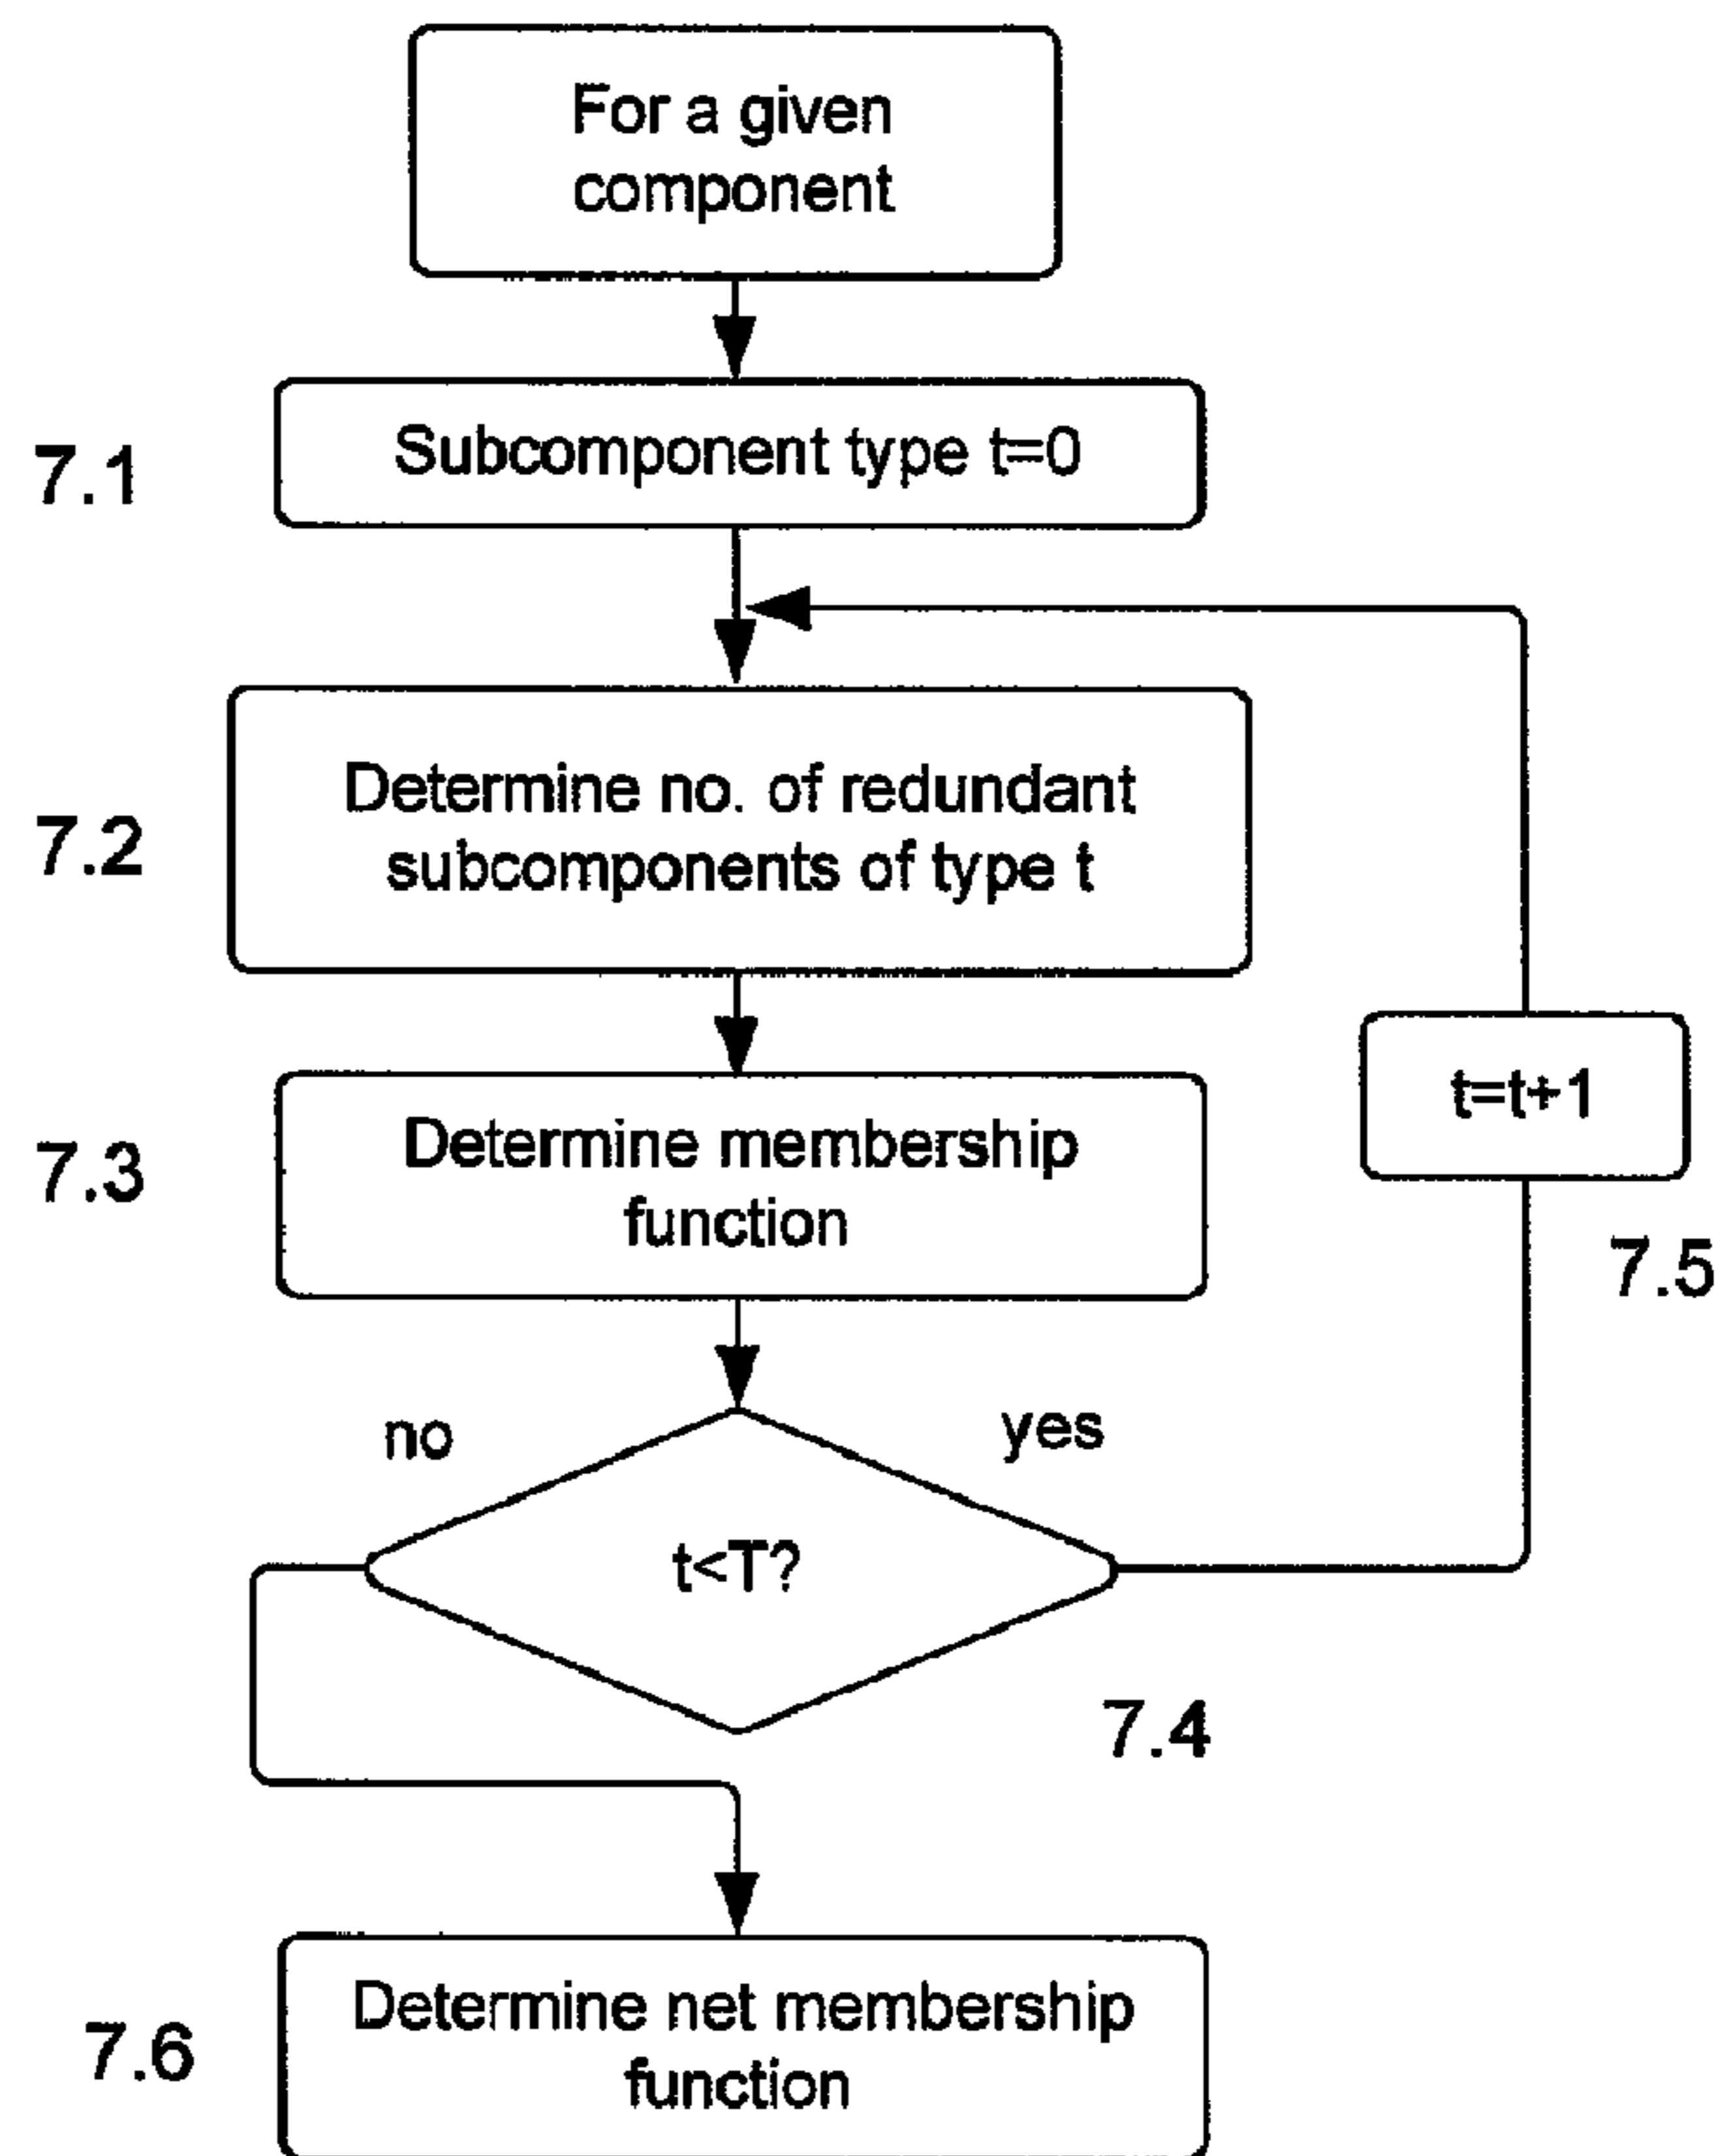 For a given
component
7.1
Subcomponent type t=0
7.2
Determine no. of redundant
subcomponents of type t
t=t+1
7.3
Determine membership
function
7.5
no
yes
t<T?
7.4
7.6
Determine net membership
function